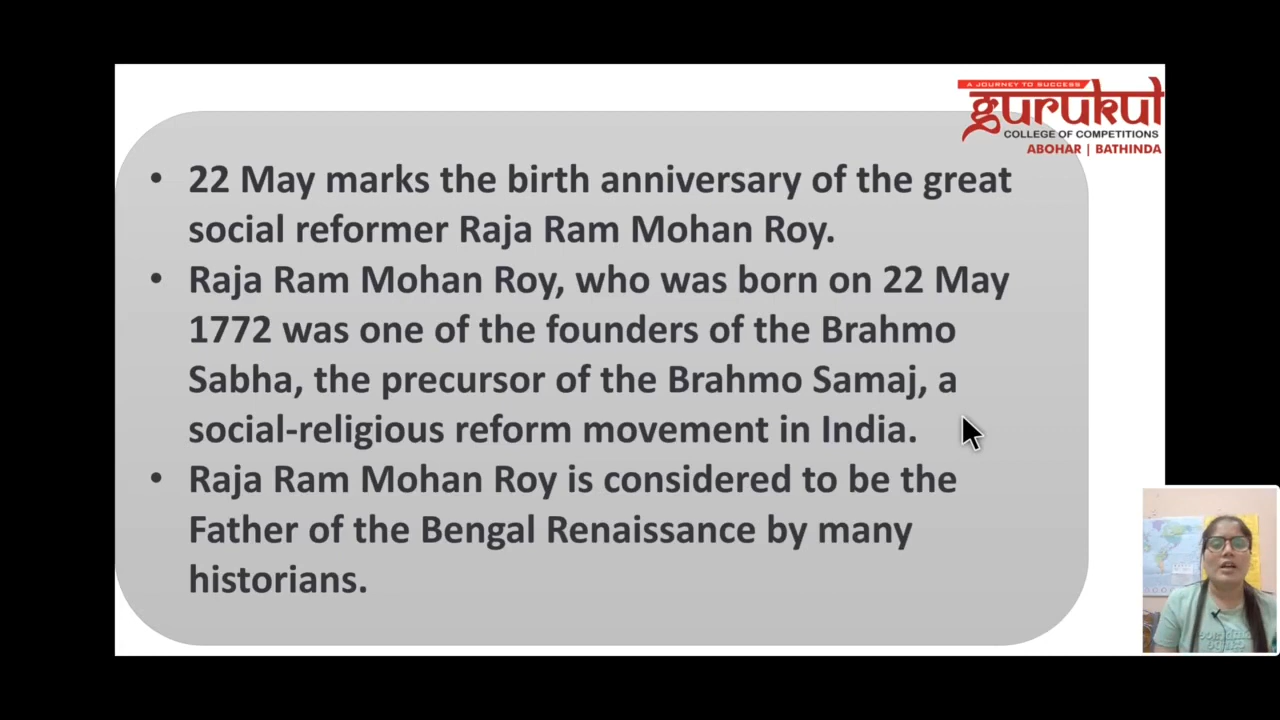 A JOURNEY TO SUCCESS
gurukul
COLLEGE OF COMPETITIONS
ABOHAR | BATHINDA
• 22 May marks the birth anniversary of the great
social reformer Raja Ram Mohan Roy.
• Raja Ram Mohan Roy, who was born on 22 May
1772 was one of the founders of the Brahmo
Sabha, the precursor of the Brahmo Samaj, a
social-religious reform movement in India.
• Raja Ram Mohan Roy is considered to be the
Father of the Bengal Renaissance by many
historians.